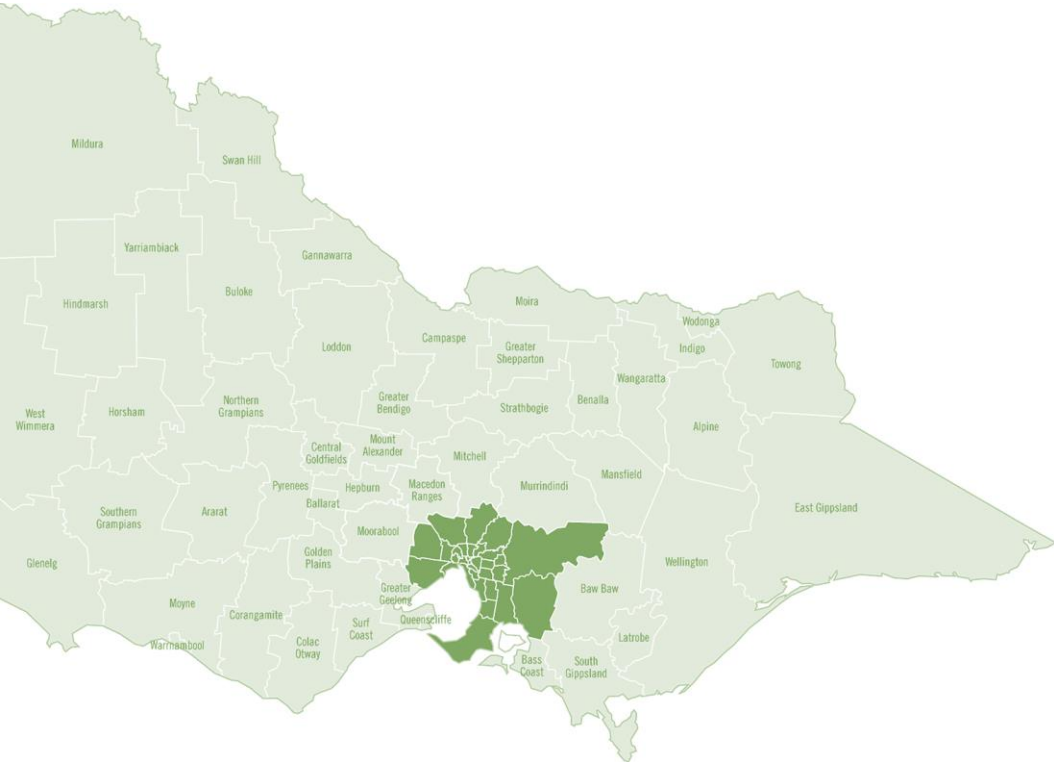 Mildura
Swan Hill
Yarriambiack
Gannawarra
Hindmarsh
Buloke
Moira
Wodonga
Campaspe
Loddon
Greater
Shepparton
Indigo
Towong
Wangaratta
Greater
Bendigo
Benalla
Northern
Grampians
Strathbogie
West
Wimmera
Horsham
Alpine
Mount
Alexander
Central
Goldfields
Mitchell
Mansfield
Pyrenees
Hepburn
Macedon
Ranges
Murrindindi
Ballarat
East Gippsland
Southern
Grampians
Ararat
Moorabool
Golden
Plains
Glenelg
Wellington
Greater
Geelong
Baw Baw
Moyne
Corangamite
Queenscliffe
Surf
Coast
Warrnambool
Colac
Otway
Latrobe
Bass
Coast
South
Gippsland